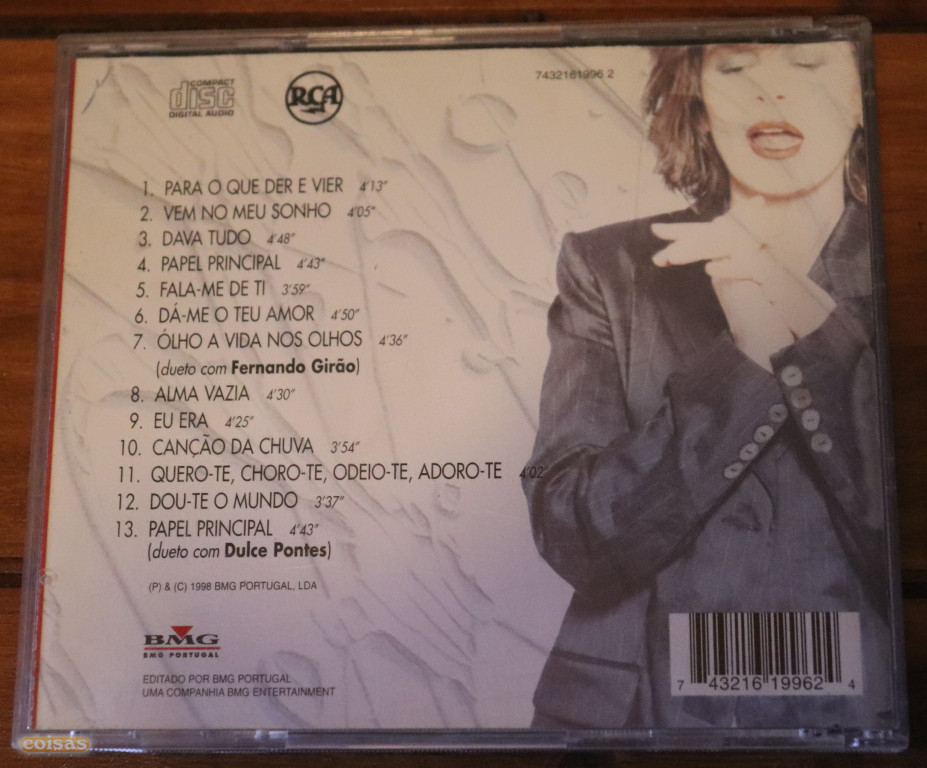 COMPACT
disc
DIGITAL AUDIO
RCA
7432161996 2
1. PARA O QUE DER E VIER 4'13"
2. VEM NO MEU SONHO 4'05"
3. DAVA TUDO 4'48"
4. PAPEL PRINCIPAL 4'43"
5. FALA-ME DE TI 3'59"
6. DÁ-ME O TEU AMOR 4'50"
7. ÓLHO A VIDA NOS OLHOS 4'36"
(dueto com Fernando Girão)
8. ALMA VAZIA 4'30"
9. EU ERA 4'25"
10. CANÇÃO DA CHUVA 3'54"
11. QUERO-TE, CHORO-TE, ODEIO-TE, ADORO-TE 4'02"
12. DOU-TE O MUNDO 3'37"
13. PAPEL PRINCIPAL 4'43"
(dueto com Dulce Pontes)
(P) & (C) 1998 BMG PORTUGAL, LDA
BMG
BMG PORTUGAL
EDITADO POR BMG PORTUGAL
UMA COMPANHIA BMG ENTERTAINMENT
7 43216 19962 4
coisas